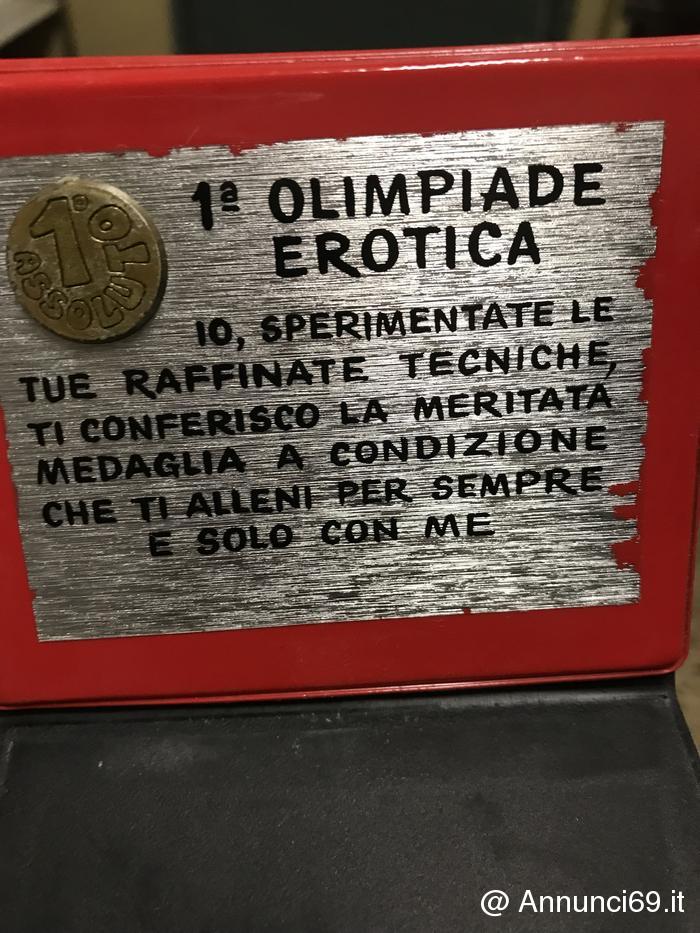 1º ASSOLUTO
1ª OLIMPIADE
EROTICA
IO, SPERIMENTATE LE
TUE RAFFINATE TECNICHE,
TI CONFERISCO LA MERITATA
MEDAGLIA A CONDIZIONE
CHE TI ALLENI PER SEMPRE
E SOLO CON ME
@ Annunci69.it